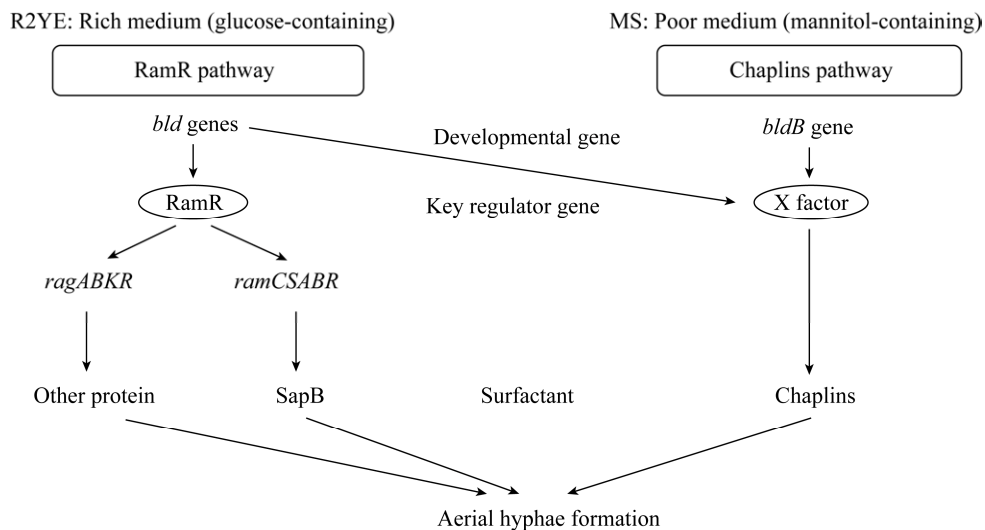 R2YE: Rich medium (glucose-containing)
MS: Poor medium (mannitol-containing)
RamR pathway
Chaplins pathway
bld genes
Developmental gene
bldB gene
RamR
Key regulator gene
X factor
ragABKR
ramCSABR
Other protein
SapB
Surfactant
Chaplins
Aerial hyphae formation